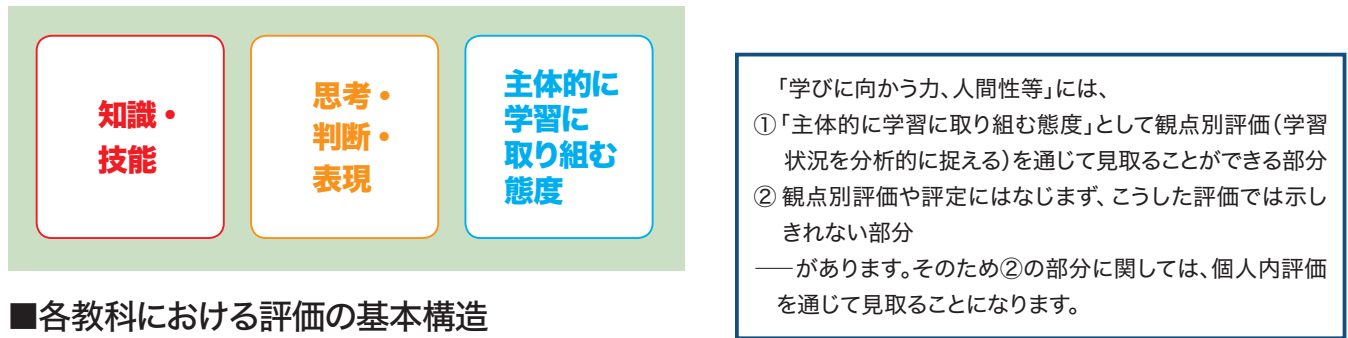 知識・
技能
思考・
判断・
表現
主体的に
学習に
取り組む
態度
■各教科における評価の基本構造
「学びに向かう力、人間性等」には、
①「主体的に学習に取り組む態度」として観点別評価(学習
状況を分析的に捉える)を通じて見取ることができる部分
② 観点別評価や評定にはなじまず、こうした評価では示し
きれない部分
――があります。そのため②の部分に関しては、個人内評価
を通じて見取ることになります。